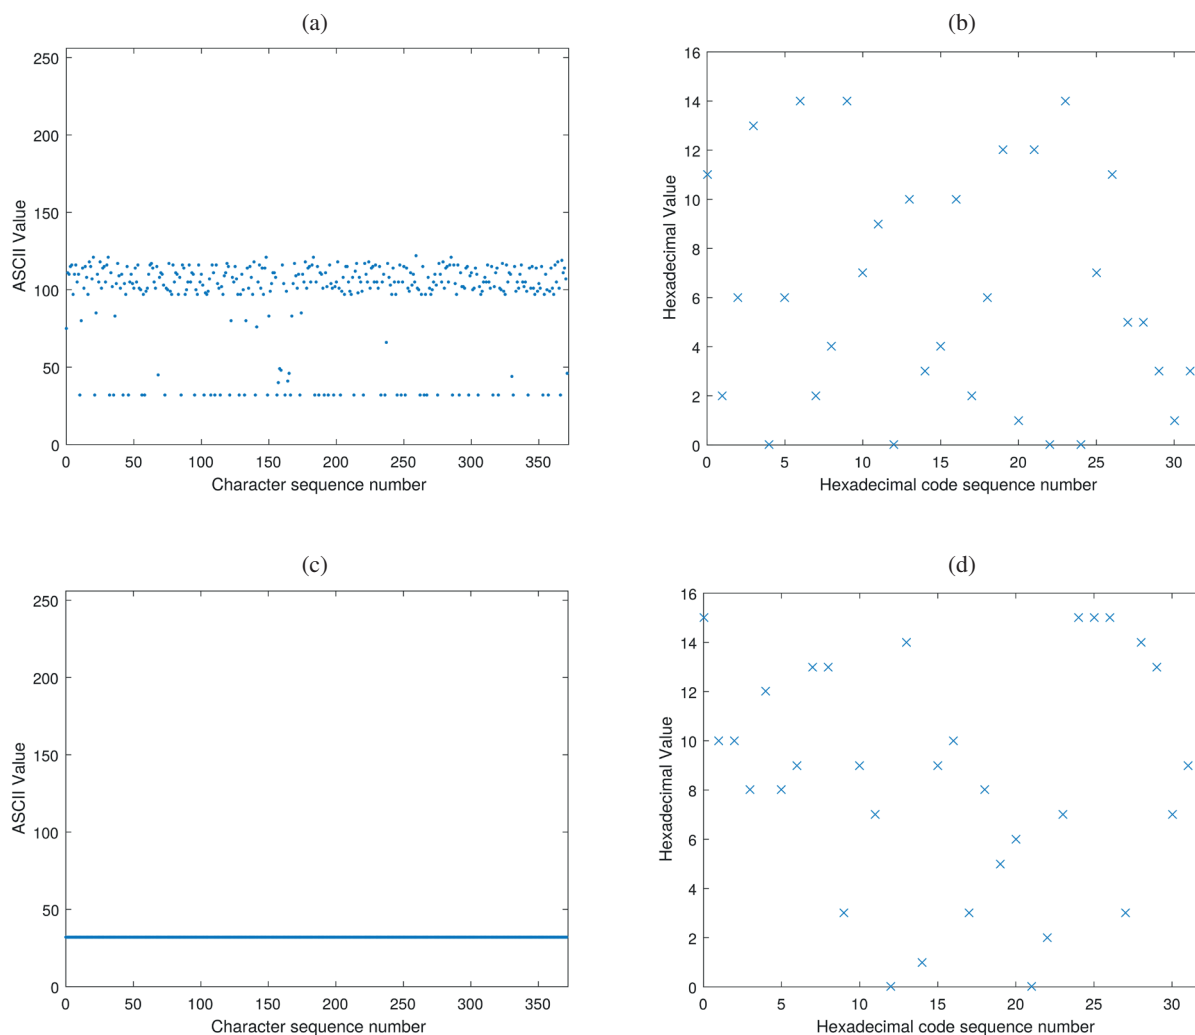 (a)
250
200
150
100
50
0
ASCII Value
0 50 100 150 200 250 300 350
Character sequence number
(b)
16
14
12
10
8
6
4
2
0
Hexadecimal Value
0 5 10 15 20 25 30
Hexadecimal code sequence number
(c)
250
200
150
100
50
0
ASCII Value
0 50 100 150 200 250 300 350
Character sequence number
(d)
16
14
12
10
8
6
4
2
0
Hexadecimal Value
0 5 10 15 20 25 30
Hexadecimal code sequence number